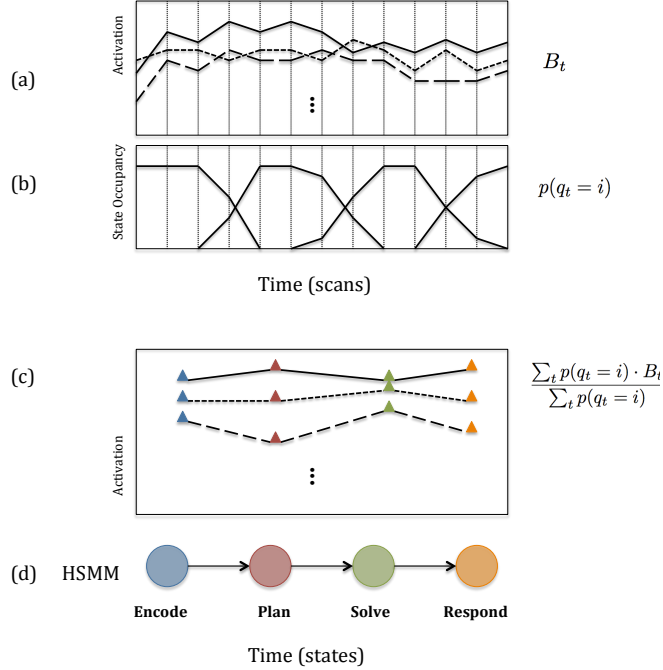 Activation
(a)
B_t
State Occupancy
(b)
p(q_t = i)
Time (scans)
(c)
Activation
∑_t p(q_t = i) · B_t
∑_t p(q_t = i)
(d) HSMM
Encode Plan Solve Respond
Time (states)